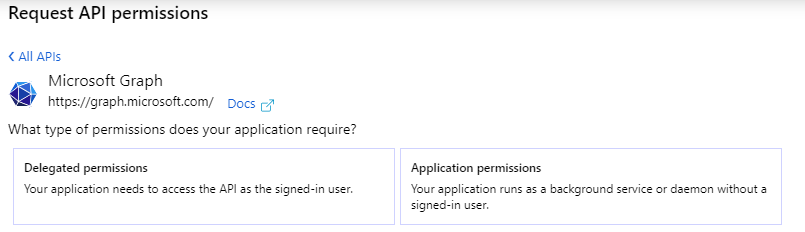 Request API permissions
All APIs
Microsoft Graph
https://graph.microsoft.com/ Docs
What type of permissions does your application require?
Delegated permissions
Your application needs to access the API as the signed-in user.
Application permissions
Your application runs as a background service or daemon without a
signed-in user.